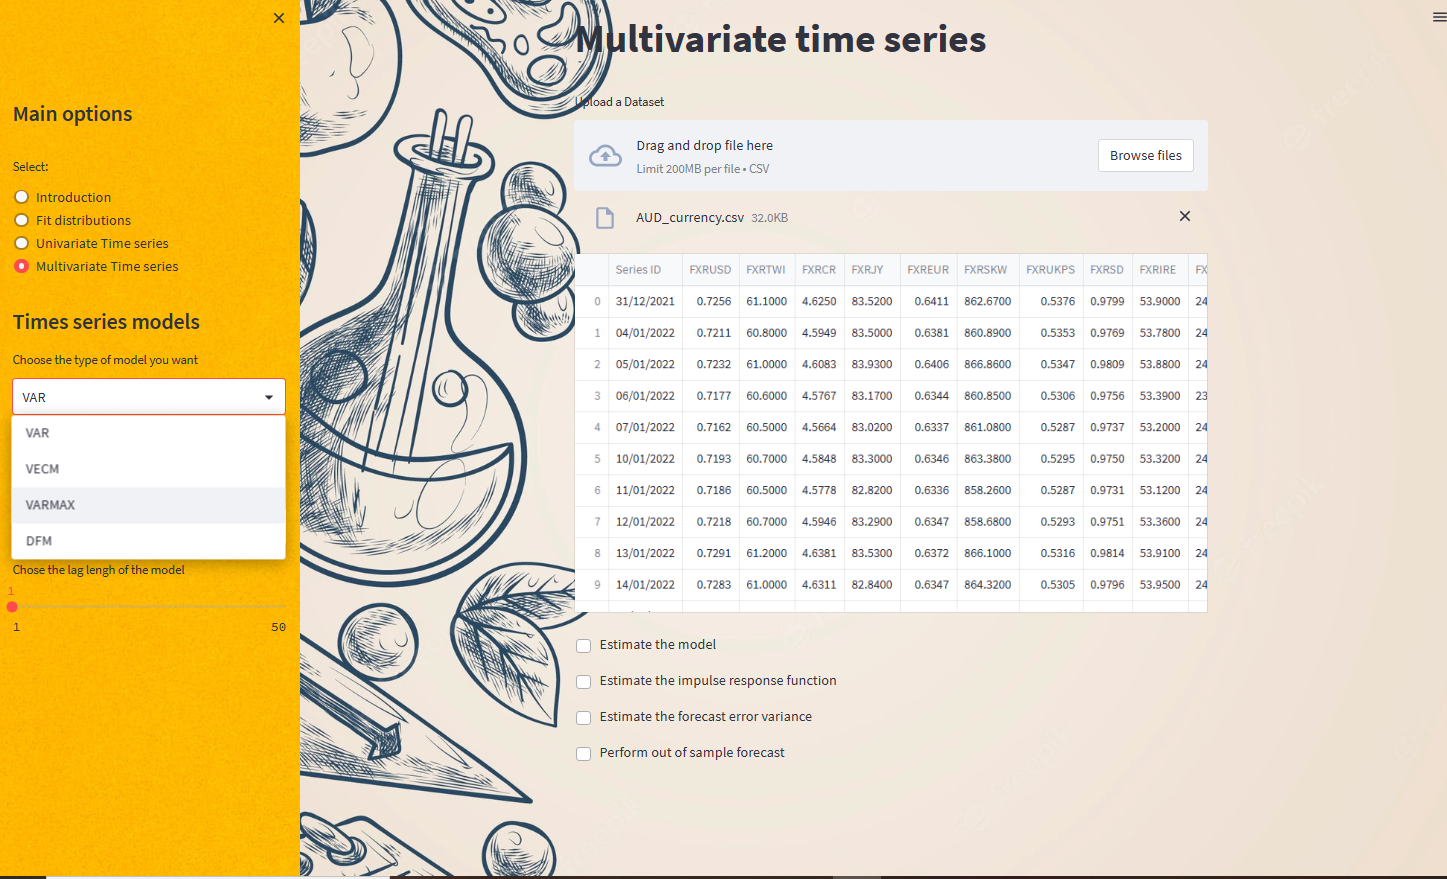 Main options
Select:
Introduction
Fit distributions
Univariate Time series
Multivariate Time series
Times series models
Choose the type of model you want
VAR
VAR
VECM
VARMAX
DFM
Chose the lag lengh of the model
1
1 50
Multivariate time series
Upload a Dataset
Drag and drop file here
Limit 200MB per file • CSV
Browse files
AUD_currency.csv 32.0KB
Series ID FXRUSD FXRTWI FXRCR FXRJY FXREUR FXRSKW FXRUKPS FXRSD FXRIRE FX
0 31/12/2021 0.7256 61.1000 4.6250 83.5200 0.6411 862.6700 0.5376 0.9799 53.9000 24
1 04/01/2022 0.7211 60.8000 4.5949 83.5000 0.6381 860.8900 0.5353 0.9769 53.7800 24
2 05/01/2022 0.7232 61.0000 4.6083 83.9300 0.6406 866.8600 0.5347 0.9809 53.8800 24
3 06/01/2022 0.7177 60.6000 4.5767 83.1700 0.6344 860.8500 0.5306 0.9756 53.3900 23
4 07/01/2022 0.7162 60.5000 4.5664 83.0200 0.6337 861.0800 0.5287 0.9737 53.2000 24
5 10/01/2022 0.7193 60.7000 4.5848 83.3000 0.6346 863.3800 0.5295 0.9750 53.3200 24
6 11/01/2022 0.7186 60.5000 4.5778 82.8200 0.6336 858.2600 0.5287 0.9731 53.1200 24
7 12/01/2022 0.7218 60.7000 4.5946 83.2900 0.6347 858.6800 0.5293 0.9751 53.3600 24
8 13/01/2022 0.7291 61.2000 4.6381 83.5300 0.6372 866.1000 0.5316 0.9814 53.9100 24
9 14/01/2022 0.7283 61.0000 4.6311 82.8400 0.6347 864.3200 0.5305 0.9796 53.9500 24
Estimate the model
Estimate the impulse response function
Estimate the forecast error variance
Perform out of sample forecast